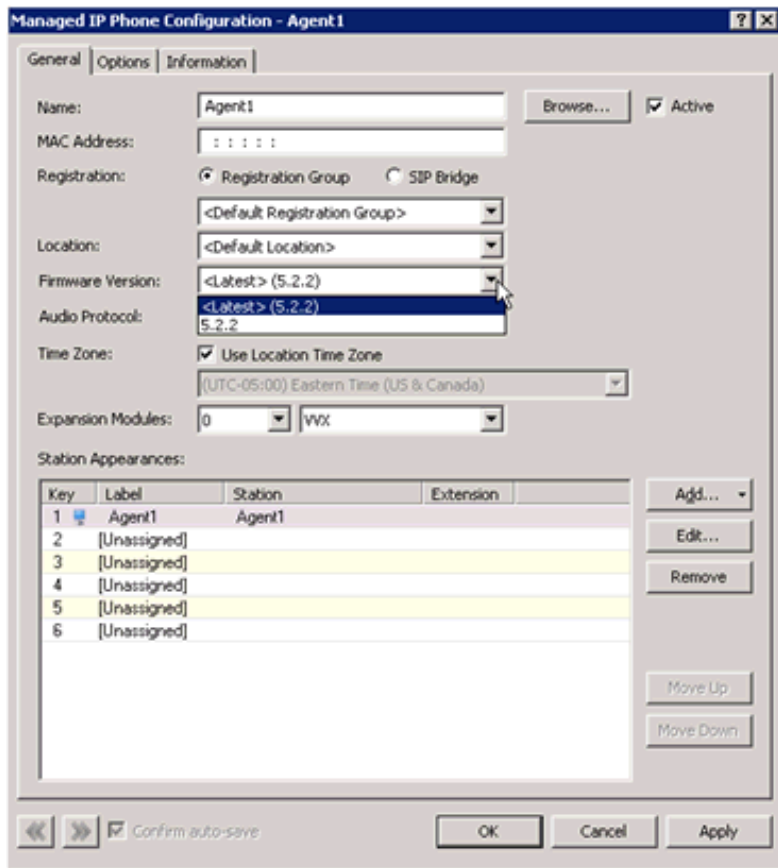 Managed IP Phone Configuration - Agent1
General Options Information
Name: Agent1 Browse... Active
MAC Address: : : : : :
Registration: Registration Group SIP Bridge
<Default Registration Group>
Location: <Default Location>
Firmware Version: <Latest> (5.2.2)
<Latest> (5.2.2)
Audio Protocol: 5.2.2
Time Zone: Use Location Time Zone
(UTC-05:00) Eastern Time (US & Canada)
Expansion Modules: 0 VVX
Station Appearances:
Key Label Station Extension Add...
1 Agent1 Agent1
2 [Unassigned] Edit...
3 [Unassigned]
4 [Unassigned] Remove
5 [Unassigned]
6 [Unassigned]
Move Up
Move Down
Confirm auto-save OK Cancel Apply